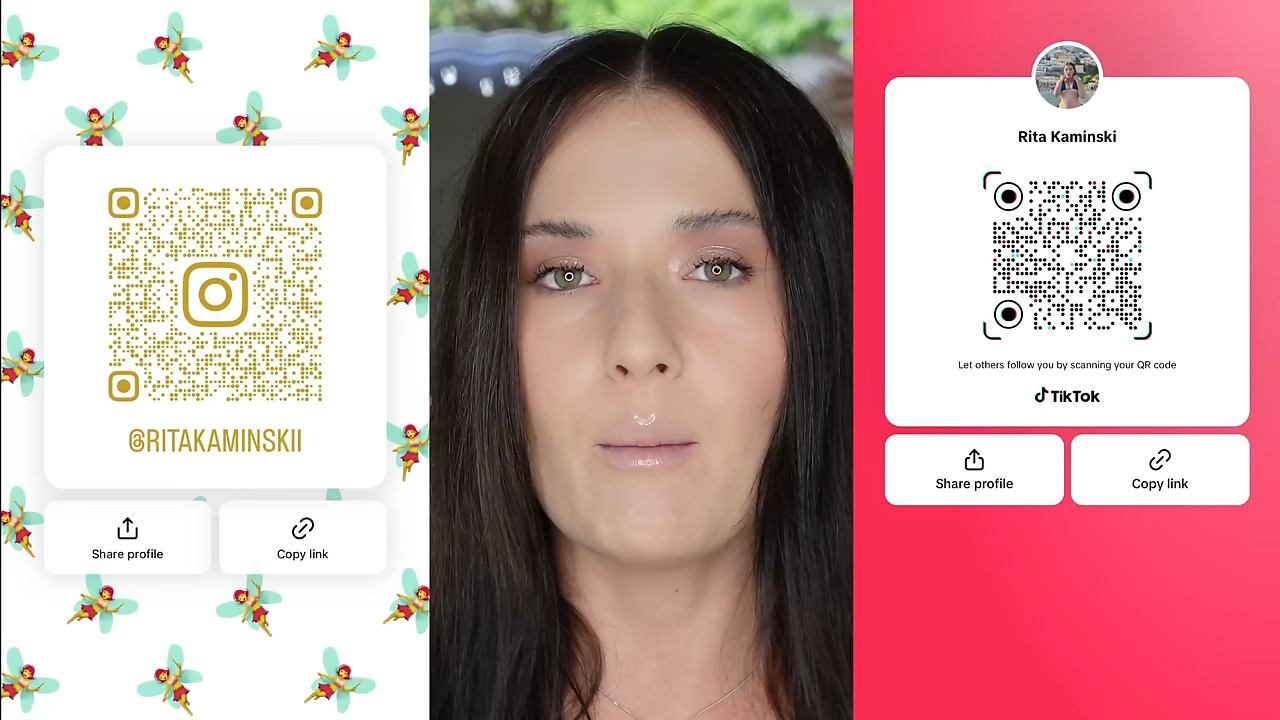 @RITAKAMINSKII
Share profile
Copy link
Rita Kaminski
Let others follow you by scanning your QR code
TikTok
Share profile
Copy link